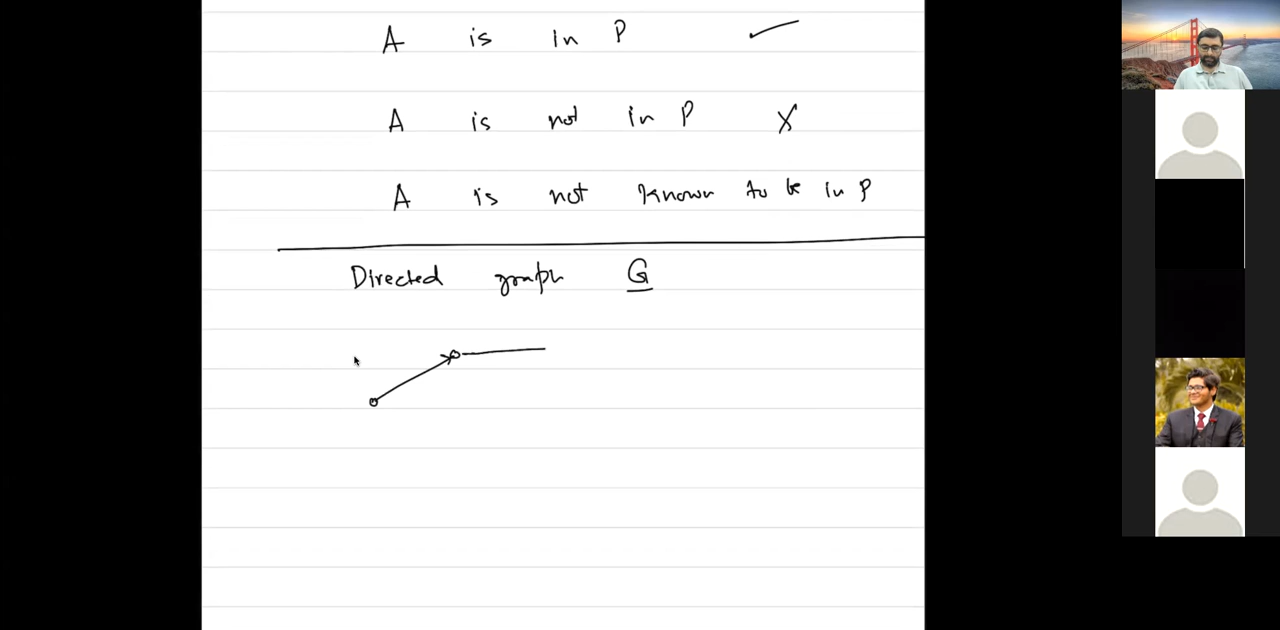 A is in P ✓
A is not in P X
A is not known to be in P
Directed graph G